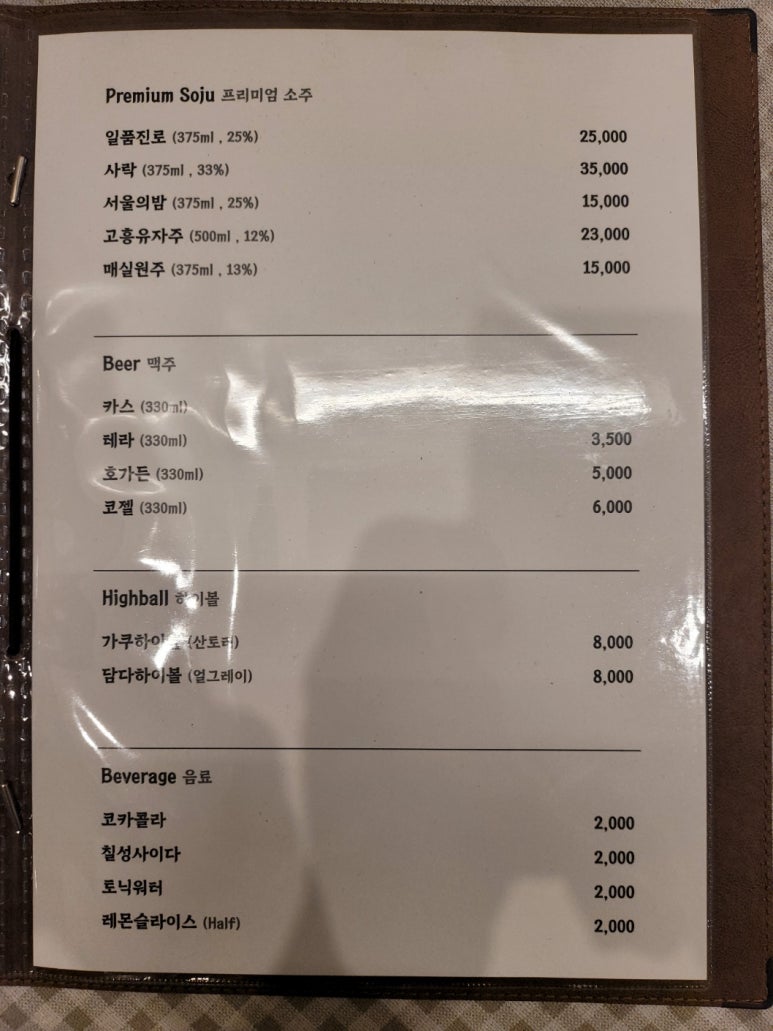 Premium Soju 프리미엄 소주
일품진로 (375ml , 25%) 25,000
사락 (375ml , 33%) 35,000
서울의밤 (375ml , 25%) 15,000
고흥유자주 (500ml , 12%) 23,000
매실원주 (375ml , 13%) 15,000
Beer 맥주
카스 (330ml)
테라 (330ml) 3,500
호가든 (330ml) 5,000
코젤 (330ml) 6,000
Highball 하이볼
(산토리) 8,000
담다하이볼 (얼그레이) 8,000
Beverage 음료
코카콜라 2,000
칠성사이다 2,000
토닉워터 2,000
레몬슬라이스 (Half) 2,000